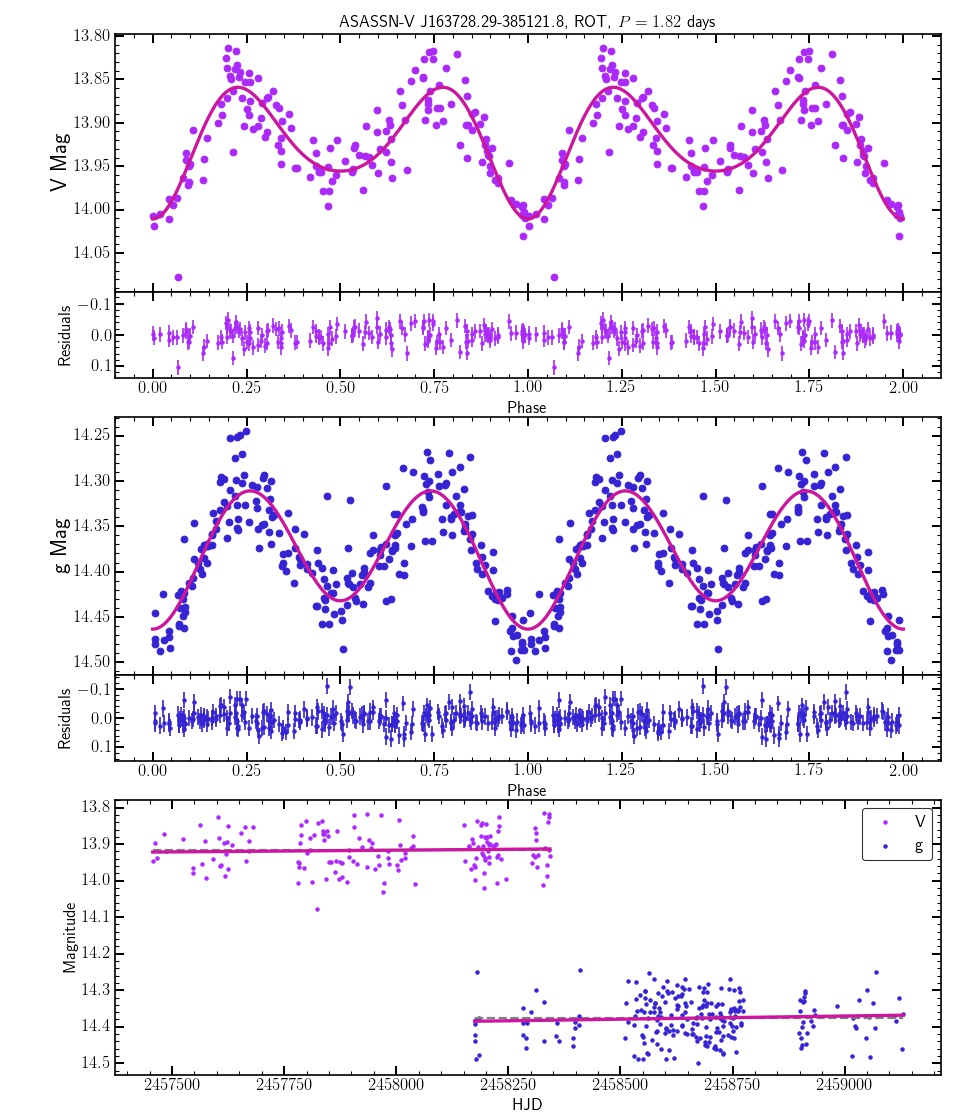 ASASSN-V J163728.29-385121.8, ROT, P = 1.82 days
13.80
13.85
13.90
13.95
14.00
14.05
V Mag
−0.1
0.0
0.1
Residuals
0.00 0.25 0.50 0.75 1.00 1.25 1.50 1.75 2.00
Phase
14.25
14.30
14.35
14.40
14.45
14.50
g Mag
−0.1
0.0
0.1
Residuals
0.00 0.25 0.50 0.75 1.00 1.25 1.50 1.75 2.00
Phase
13.8
13.9
14.0
14.1
14.2
14.3
14.4
14.5
Magnitude
V
g
2457500 2457750 2458000 2458250 2458500 2458750 2459000
HJD